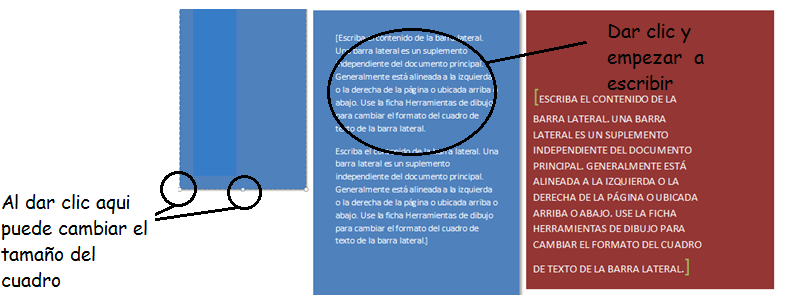 Al dar clic aqui
puede cambiar el
tamaño del
cuadro
[Escriba el contenido de la barra lateral.
Una barra lateral es un suplemento
independiente del documento principal.
Generalmente está alineada a la izquierda
o la derecha de la página o ubicada arriba o
abajo. Use la ficha Herramientas de dibujo
para cambiar el formato del cuadro de
texto de la barra lateral.
Escriba el contenido de la barra lateral. Una
barra lateral es un suplemento
independiente del documento principal.
Generalmente está alineada a la izquierda
o la derecha de la página o ubicada arriba o
abajo. Use la ficha Herramientas de dibujo
para cambiar el formato del cuadro de
texto de la barra lateral.]
Dar clic y
empezar a
escribir
[ESCRIBA EL CONTENIDO DE LA
BARRA LATERAL. UNA BARRA
LATERAL ES UN SUPLEMENTO
INDEPENDIENTE DEL DOCUMENTO
PRINCIPAL. GENERALMENTE ESTÁ
ALINEADA A LA IZQUIERDA O LA
DERECHA DE LA PÁGINA O UBICADA
ARRIBA O ABAJO. USE LA FICHA
HERRAMIENTAS DE DIBUJO PARA
CAMBIAR EL FORMATO DEL CUADRO
DE TEXTO DE LA BARRA LATERAL.]